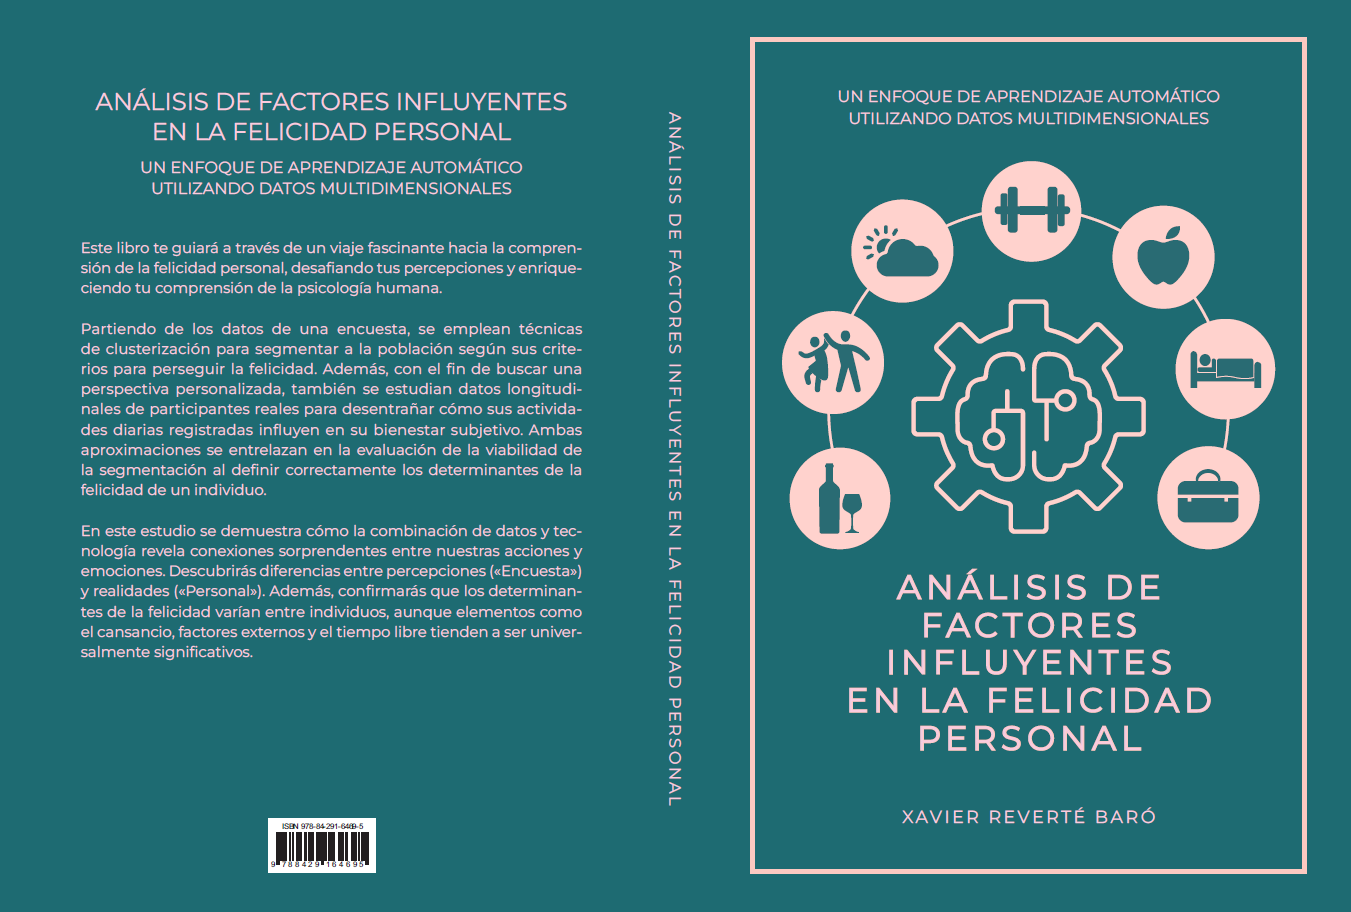 ANÁLISIS DE FACTORES INFLUYENTES
EN LA FELICIDAD PERSONAL
UN ENFOQUE DE APRENDIZAJE AUTOMÁTICO
UTILIZANDO DATOS MULTIDIMENSIONALES
Este libro te guiará a través de un viaje fascinante hacia la compren-
sión de la felicidad personal, desafiando tus percepciones y enrique-
ciendo tu comprensión de la psicología humana.
Partiendo de los datos de una encuesta, se emplean técnicas
de clusterización para segmentar a la población según sus crite-
rios para perseguir la felicidad. Además, con el fin de buscar una
perspectiva personalizada, también se estudian datos longitudi-
nales de participantes reales para desentrañar cómo sus activida-
des diarias registradas influyen en su bienestar subjetivo. Ambas
aproximaciones se entrelazan en la evaluación de la viabilidad de
la segmentación al definir correctamente los determinantes de la
felicidad de un individuo.
En este estudio se demuestra cómo la combinación de datos y tec-
nología revela conexiones sorprendentes entre nuestras acciones y
emociones. Descubrirás diferencias entre percepciones («Encuesta»)
y realidades («Personal»). Además, confirmarás que los determinan-
tes de la felicidad varían entre individuos, aunque elementos como
el cansancio, factores externos y el tiempo libre tienden a ser univer-
salmente significativos.
ISBN 978-84-291-6469-5
9 788429 164695
ANÁLISIS DE FACTORES INFLUYENTES EN LA FELICIDAD PERSONAL
UN ENFOQUE DE APRENDIZAJE AUTOMÁTICO
UTILIZANDO DATOS MULTIDIMENSIONALES
ANÁLISIS DE
FACTORES
INFLUYENTES
EN LA FELICIDAD
PERSONAL
XAVIER REVERTÉ BARÓ